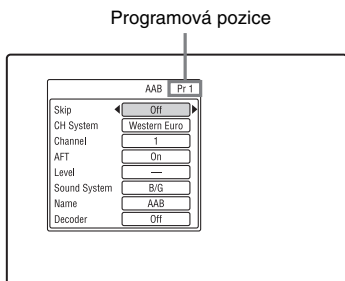 Programová pozice
AAB Pr 1
Skip Off
CH System Western Euro
Channel 1
AFT On
Level —
Sound System B/G
Name AAB
Decoder Off